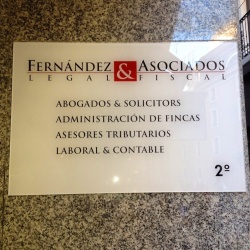 FERNÁNDEZ & ASOCIADOS
LEGAL FISCAL
ABOGADOS & SOLICITORS
ADMINISTRACIÓN DE FINCAS
ASESORES TRIBUTARIOS
LABORAL & CONTABLE
2º